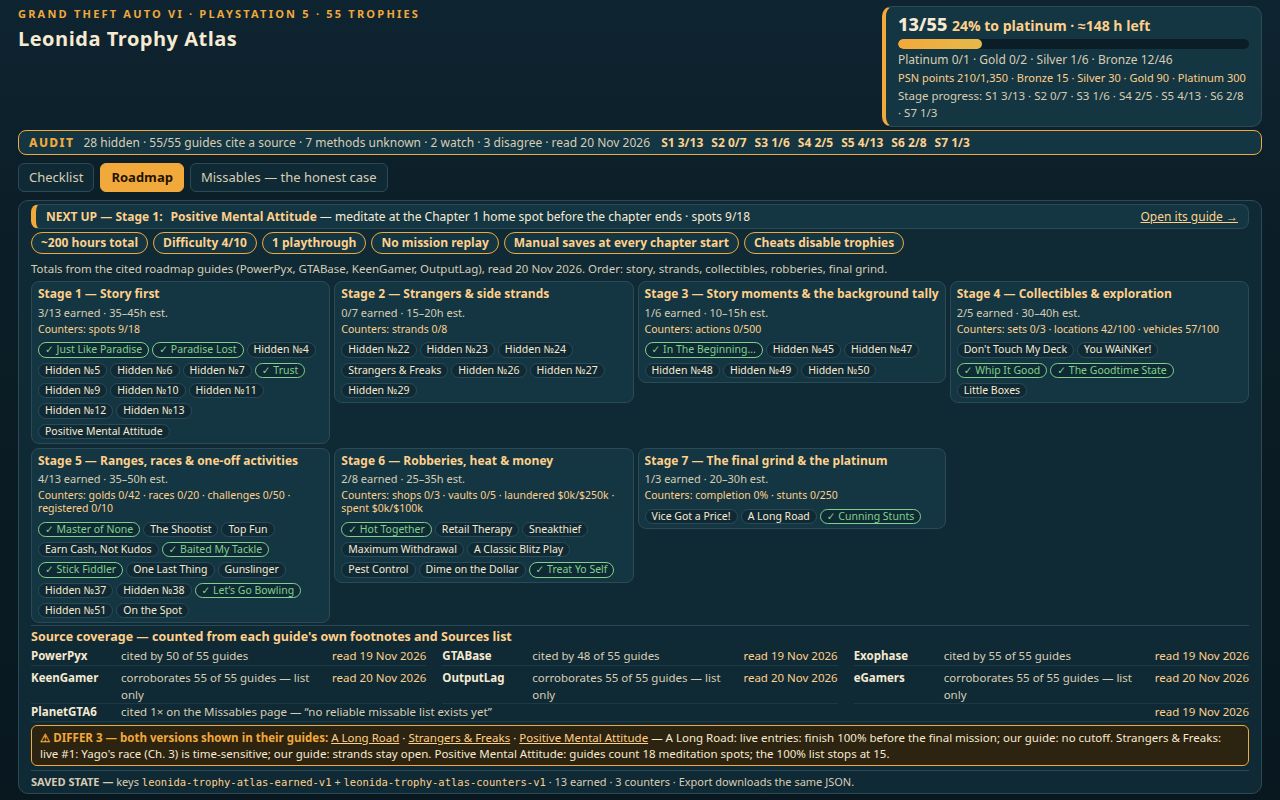 GRAND THEFT AUTO VI · PLAYSTATION 5 · 55 TROPHIES
Leonida Trophy Atlas
13/55 24% to platinum · ≈148 h left
Platinum 0/1 · Gold 0/2 · Silver 1/6 · Bronze 12/46
PSN points 210/1,350 · Bronze 15 · Silver 30 · Gold 90 · Platinum 300
Stage progress: S1 3/13 · S2 0/7 · S3 1/6 · S4 2/5 · S5 4/13 · S6 2/8
· S7 1/3
AUDIT 28 hidden · 55/55 guides cite a source · 7 methods unknown · 2 watch · 3 disagree · read 20 Nov 2026 S1 3/13 S2 0/7 S3 1/6 S4 2/5 S5 4/13 S6 2/8 S7 1/3
Checklist
Roadmap
Missables — the honest case
NEXT UP — Stage 1: Positive Mental Attitude — meditate at the Chapter 1 home spot before the chapter ends · spots 9/18
Open its guide →
~200 hours total
Difficulty 4/10
1 playthrough
No mission replay
Manual saves at every chapter start
Cheats disable trophies
Totals from the cited roadmap guides (PowerPyx, GTABase, KeenGamer, OutputLag), read 20 Nov 2026. Order: story, strands, collectibles, robberies, final grind.
Stage 1 — Story first
3/13 earned · 35–45h est.
Counters: spots 9/18
✓ Just Like Paradise ✓ Paradise Lost Hidden №4
Hidden №5 Hidden №6 Hidden №7 ✓ Trust
Hidden №9 Hidden №10 Hidden №11
Hidden №12 Hidden №13
Positive Mental Attitude
Stage 2 — Strangers & side strands
0/7 earned · 15–20h est.
Counters: strands 0/8
Hidden №22 Hidden №23 Hidden №24
Strangers & Freaks Hidden №26 Hidden №27
Hidden №29
Stage 3 — Story moments & the background tally
1/6 earned · 10–15h est.
Counters: actions 0/500
✓ In The Beginning... Hidden №45 Hidden №47
Hidden №48 Hidden №49 Hidden №50
Stage 4 — Collectibles & exploration
2/5 earned · 30–40h est.
Counters: sets 0/3 · locations 42/100 · vehicles 57/100
Don't Touch My Deck You WAiNKer!
✓ Whip It Good ✓ The Goodtime State
Little Boxes
Stage 5 — Ranges, races & one-off activities
4/13 earned · 35–50h est.
Counters: golds 0/42 · races 0/20 · challenges 0/50 ·
registered 0/10
✓ Master of None The Shootist Top Fun
Earn Cash, Not Kudos ✓ Baited My Tackle
✓ Stick Fiddler One Last Thing Gunslinger
Hidden №37 Hidden №38 ✓ Let's Go Bowling
Hidden №51 On the Spot
Stage 6 — Robberies, heat & money
2/8 earned · 25–35h est.
Counters: shops 0/3 · vaults 0/5 · laundered $0k/$250k ·
spent $0k/$100k
✓ Hot Together Retail Therapy Sneakthief
Maximum Withdrawal A Classic Blitz Play
Pest Control Dime on the Dollar ✓ Treat Yo Self
Stage 7 — The final grind & the platinum
1/3 earned · 20–30h est.
Counters: completion 0% · stunts 0/250
Vice Got a Price! A Long Road ✓ Cunning Stunts
Source coverage — counted from each guide's own footnotes and Sources list
PowerPyx cited by 50 of 55 guides read 19 Nov 2026 GTABase cited by 48 of 55 guides read 19 Nov 2026 Exophase cited by 55 of 55 guides read 19 Nov 2026
KeenGamer corroborates 55 of 55 guides — list only read 20 Nov 2026 OutputLag corroborates 55 of 55 guides — list only read 20 Nov 2026 eGamers corroborates 55 of 55 guides — list only read 20 Nov 2026
PlanetGTA6 cited 1× on the Missables page — “no reliable missable list exists yet” read 19 Nov 2026
⚠ DIFFER 3 — both versions shown in their guides: A Long Road · Strangers & Freaks · Positive Mental Attitude — A Long Road: live entries: finish 100% before the final mission; our guide: no cutoff. Strangers & Freaks:
live #1: Yago's race (Ch. 3) is time-sensitive; our guide: strands stay open. Positive Mental Attitude: guides count 18 meditation spots; the 100% list stops at 15.
SAVED STATE — keys leonida-trophy-atlas-earned-v1 + leonida-trophy-atlas-counters-v1 · 13 earned · 3 counters · Export downloads the same JSON.